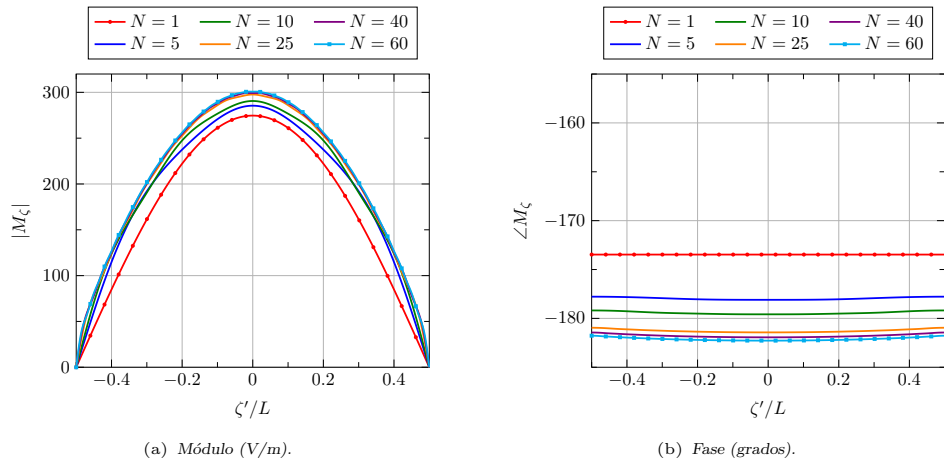 N = 1 N = 10 N = 40
N = 5 N = 25 N = 60
300
200
100
0
|Mζ|
−0.4 −0.2 0 0.2 0.4
ζ′/L
(a) Módulo (V/m).
N = 1 N = 10 N = 40
N = 5 N = 25 N = 60
−160
−170
−180
∠Mζ
−0.4 −0.2 0 0.2 0.4
ζ′/L
(b) Fase (grados).